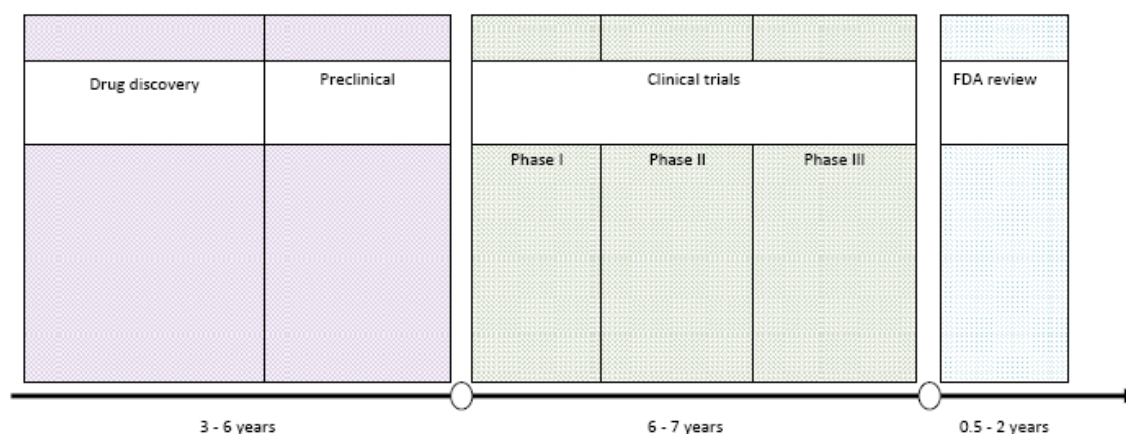 Drug discovery
Preclinical
Clinical trials
FDA review
Phase I
Phase II
Phase III
3 - 6 years
6 - 7 years
0.5 - 2 years